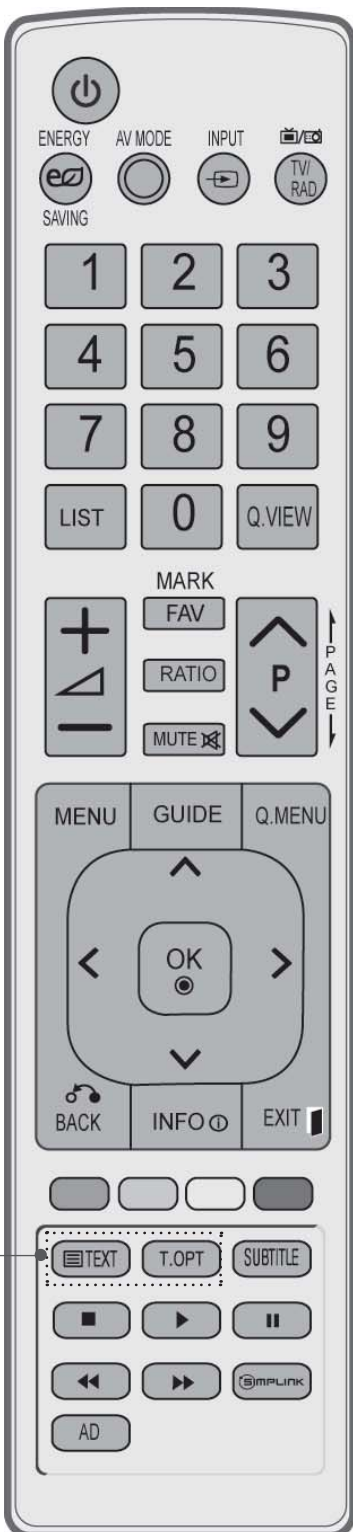 ENERGY AV MODE INPUT
TV/
RAD
SAVING
1 2 3
4 5 6
7 8 9
LIST 0 Q.VIEW
MARK
FAV
RATIO
P
PAGE
MUTE
MENU GUIDE Q.MENU
OK
BACK INFO EXIT
TEXT T.OPT SUBTITLE
SIMPLINK
AD